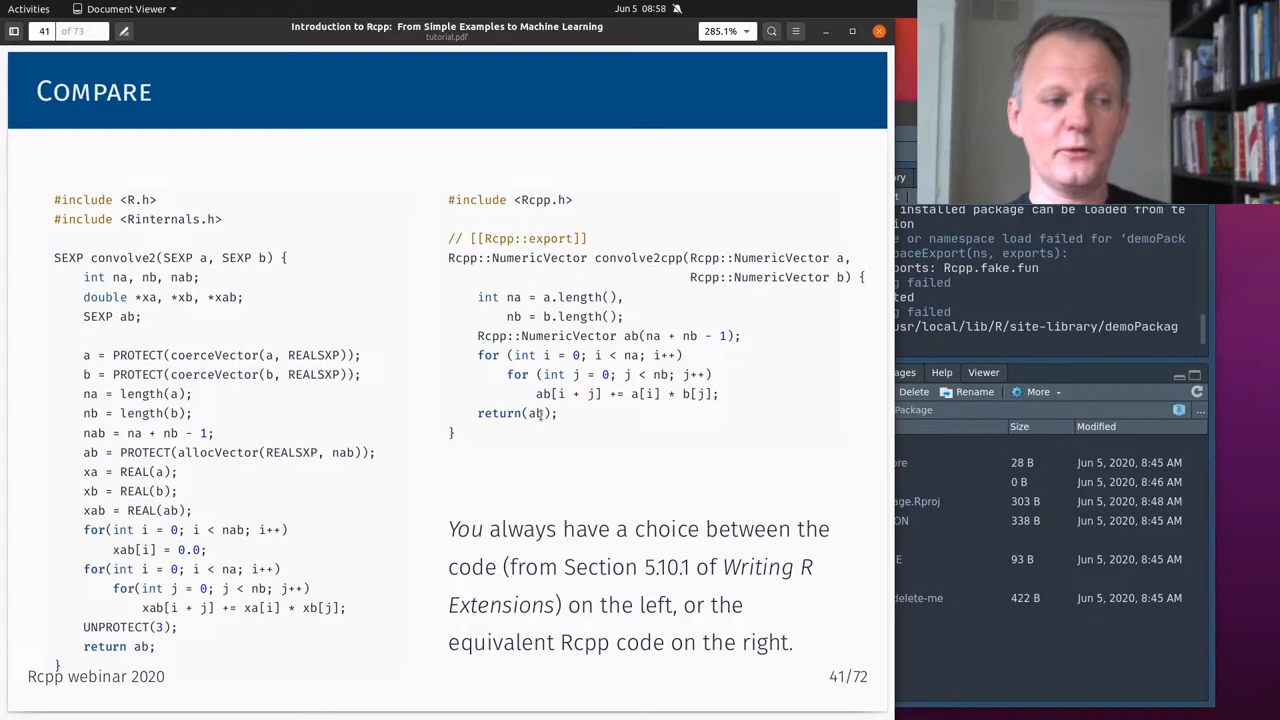 Activities
Document Viewer
Jun 5 08:58
41 of 73
Introduction to Rcpp: From Simple Examples to Machine Learning
tutorial.pdf
285.1%
COMPARE
#include <R.h>
#include <Rinternals.h>
SEXP convolve2(SEXP a, SEXP b) {
int na, nb, nab;
double *xa, *xb, *xab;
SEXP ab;
a = PROTECT(coerceVector(a, REALSXP));
b = PROTECT(coerceVector(b, REALSXP));
na = length(a);
nb = length(b);
nab = na + nb - 1;
ab = PROTECT(allocVector(REALSXP, nab));
xa = REAL(a);
xb = REAL(b);
xab = REAL(ab);
for(int i = 0; i < nab; i++)
xab[i] = 0.0;
for(int i = 0; i < na; i++)
for(int j = 0; j < nb; j++)
xab[i + j] += xa[i] * xb[j];
UNPROTECT(3);
return ab;
}
#include <Rcpp.h>
// [[Rcpp::export]]
Rcpp::NumericVector convolve2cpp(Rcpp::NumericVector a,
Rcpp::NumericVector b) {
int na = a.length(),
nb = b.length();
Rcpp::NumericVector ab(na + nb - 1);
for (int i = 0; i < na; i++)
for (int j = 0; j < nb; j++)
ab[i + j] += a[i] * b[j];
return(ab);
}
You always have a choice between the
code (from Section 5.10.1 of Writing R
Extensions) on the left, or the
equivalent Rcpp code on the right.
Rcpp webinar 2020
41/72
ry
installed package can be loaded from te
ion
e or namespace load failed for ‘demoPack
spaceExport(ns, exports):
ports: Rcpp.fake.fun
ng failed
ted
ng failed
usr/local/lib/R/site-library/demoPackag
ages Help Viewer
Delete Rename More
Package ...
Size Modified
ore 28 B Jun 5, 2020, 8:45 AM
0 B Jun 5, 2020, 8:46 AM
nge.Rproj 303 B Jun 5, 2020, 8:48 AM
ON 338 B Jun 5, 2020, 8:45 AM
E 93 B Jun 5, 2020, 8:45 AM
delete-me 422 B Jun 5, 2020, 8:45 AM